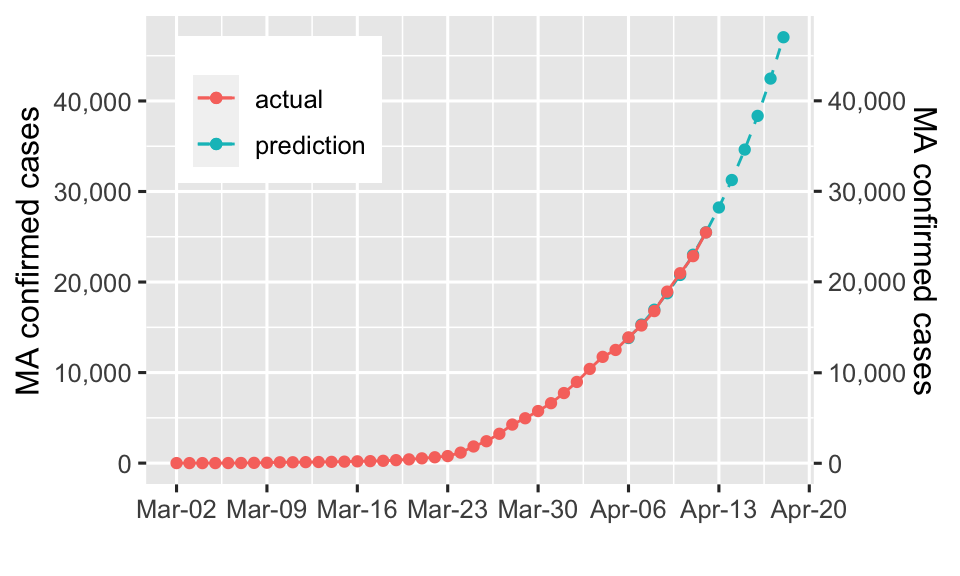 actual
prediction
MA confirmed cases
40,000
30,000
20,000
10,000
0
40,000
30,000
20,000
10,000
0
MA confirmed cases
Mar-02 Mar-09 Mar-16 Mar-23 Mar-30 Apr-06 Apr-13 Apr-20